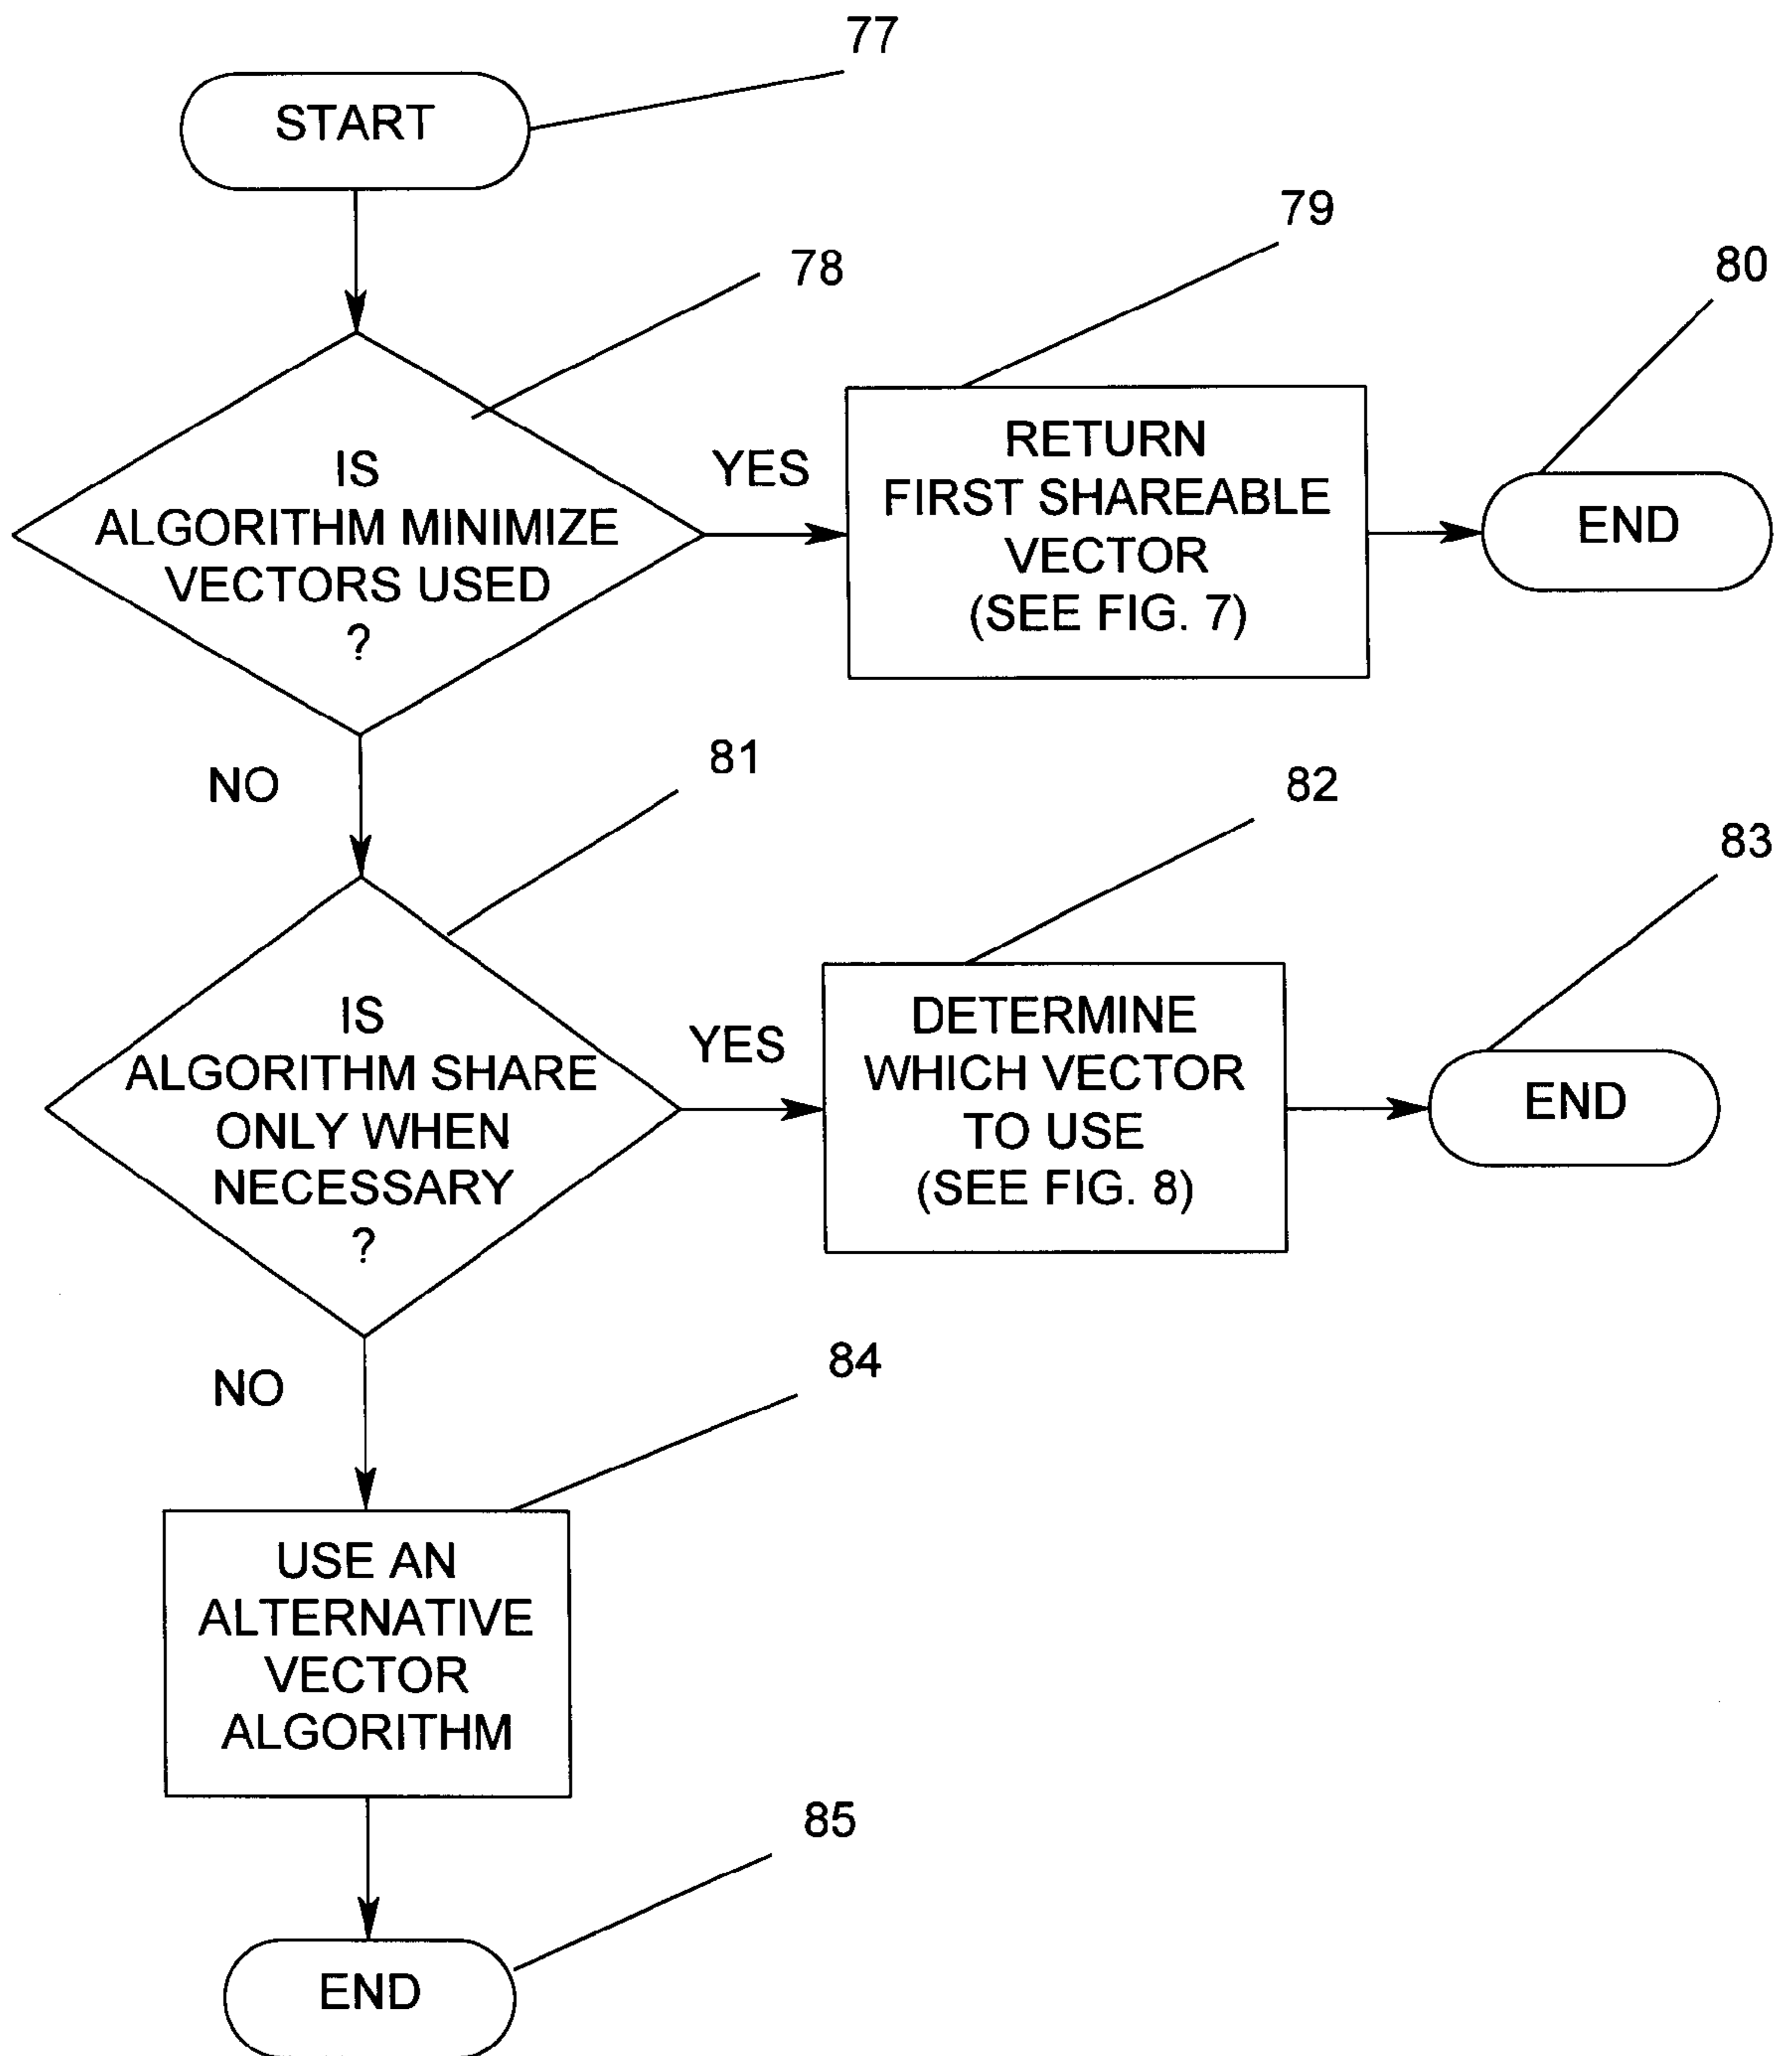 77
START
78
79
80
IS
ALGORITHM MINIMIZE
VECTORS USED
?
YES
RETURN
FIRST SHAREABLE
VECTOR
(SEE FIG. 7)
END
NO
81
82
83
IS
ALGORITHM SHARE
ONLY WHEN
NECESSARY
?
YES
DETERMINE
WHICH VECTOR
TO USE
(SEE FIG. 8)
END
NO
84
USE AN
ALTERNATIVE
VECTOR
ALGORITHM
85
END